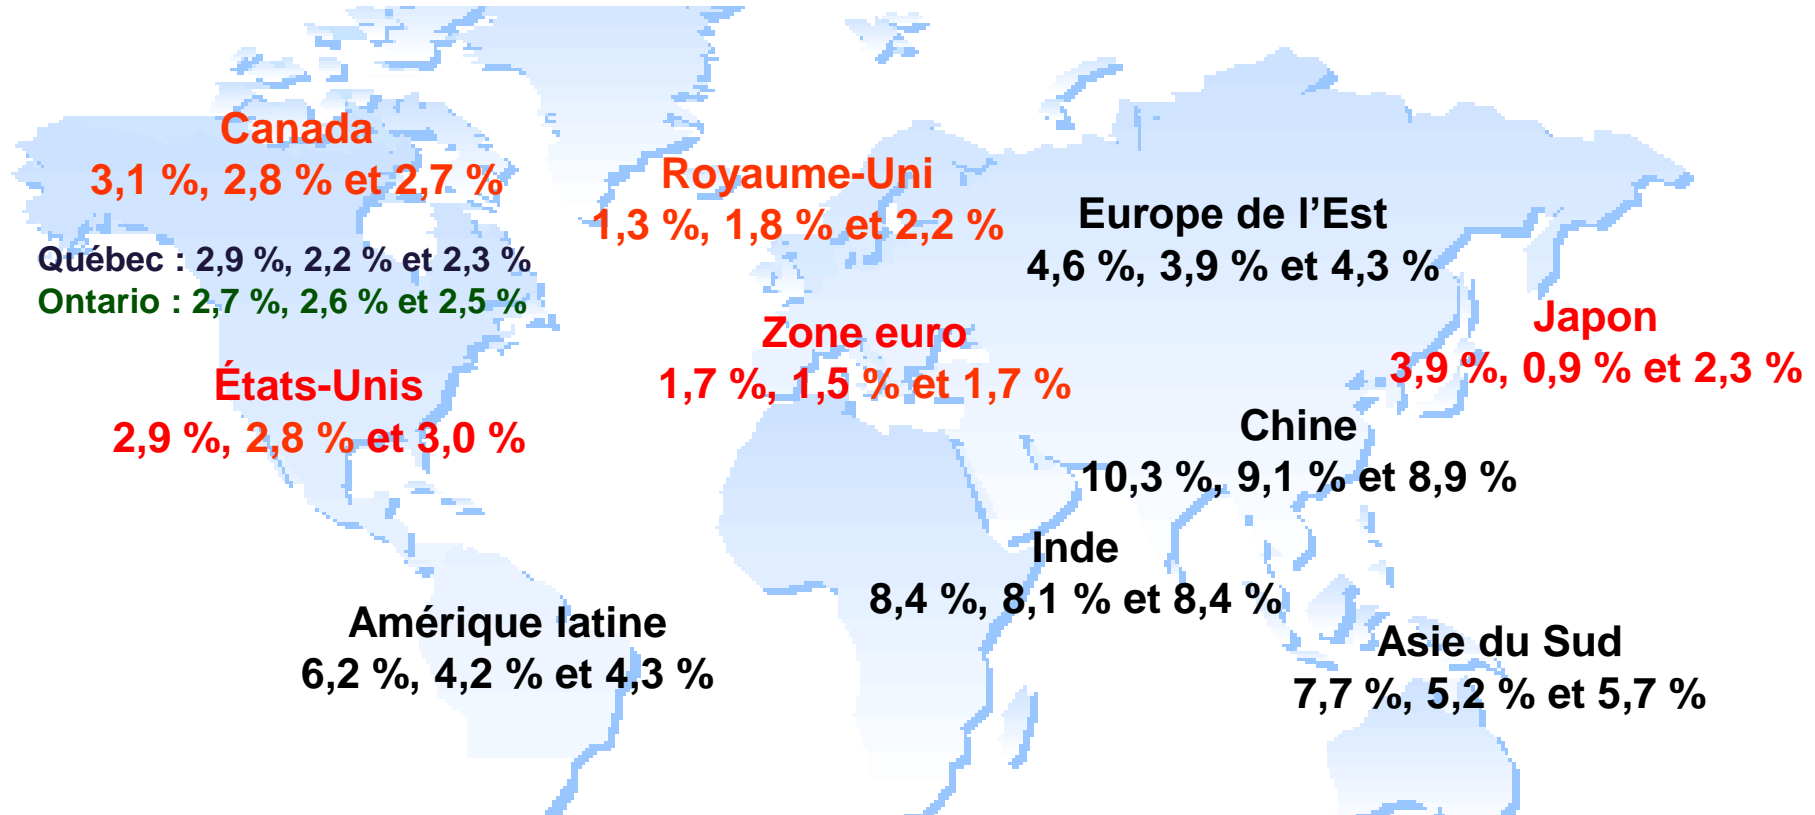 Canada
3,1 %, 2,8 % et 2,7 %
Québec : 2,9 %, 2,2 % et 2,3 %
Ontario : 2,7 %, 2,6 % et 2,5 %
États-Unis
2,9 %, 2,8 % et 3,0 %
Amérique latine
6,2 %, 4,2 % et 4,3 %
Royaume-Uni
1,3 %, 1,8 % et 2,2 %
Zone euro
1,7 %, 1,5 % et 1,7 %
Europe de l’Est
4,6 %, 3,9 % et 4,3 %
Japon
3,9 %, 0,9 % et 2,3 %
Chine
10,3 %, 9,1 % et 8,9 %
Inde
8,4 %, 8,1 % et 8,4 %
Asie du Sud
7,7 %, 5,2 % et 5,7 %